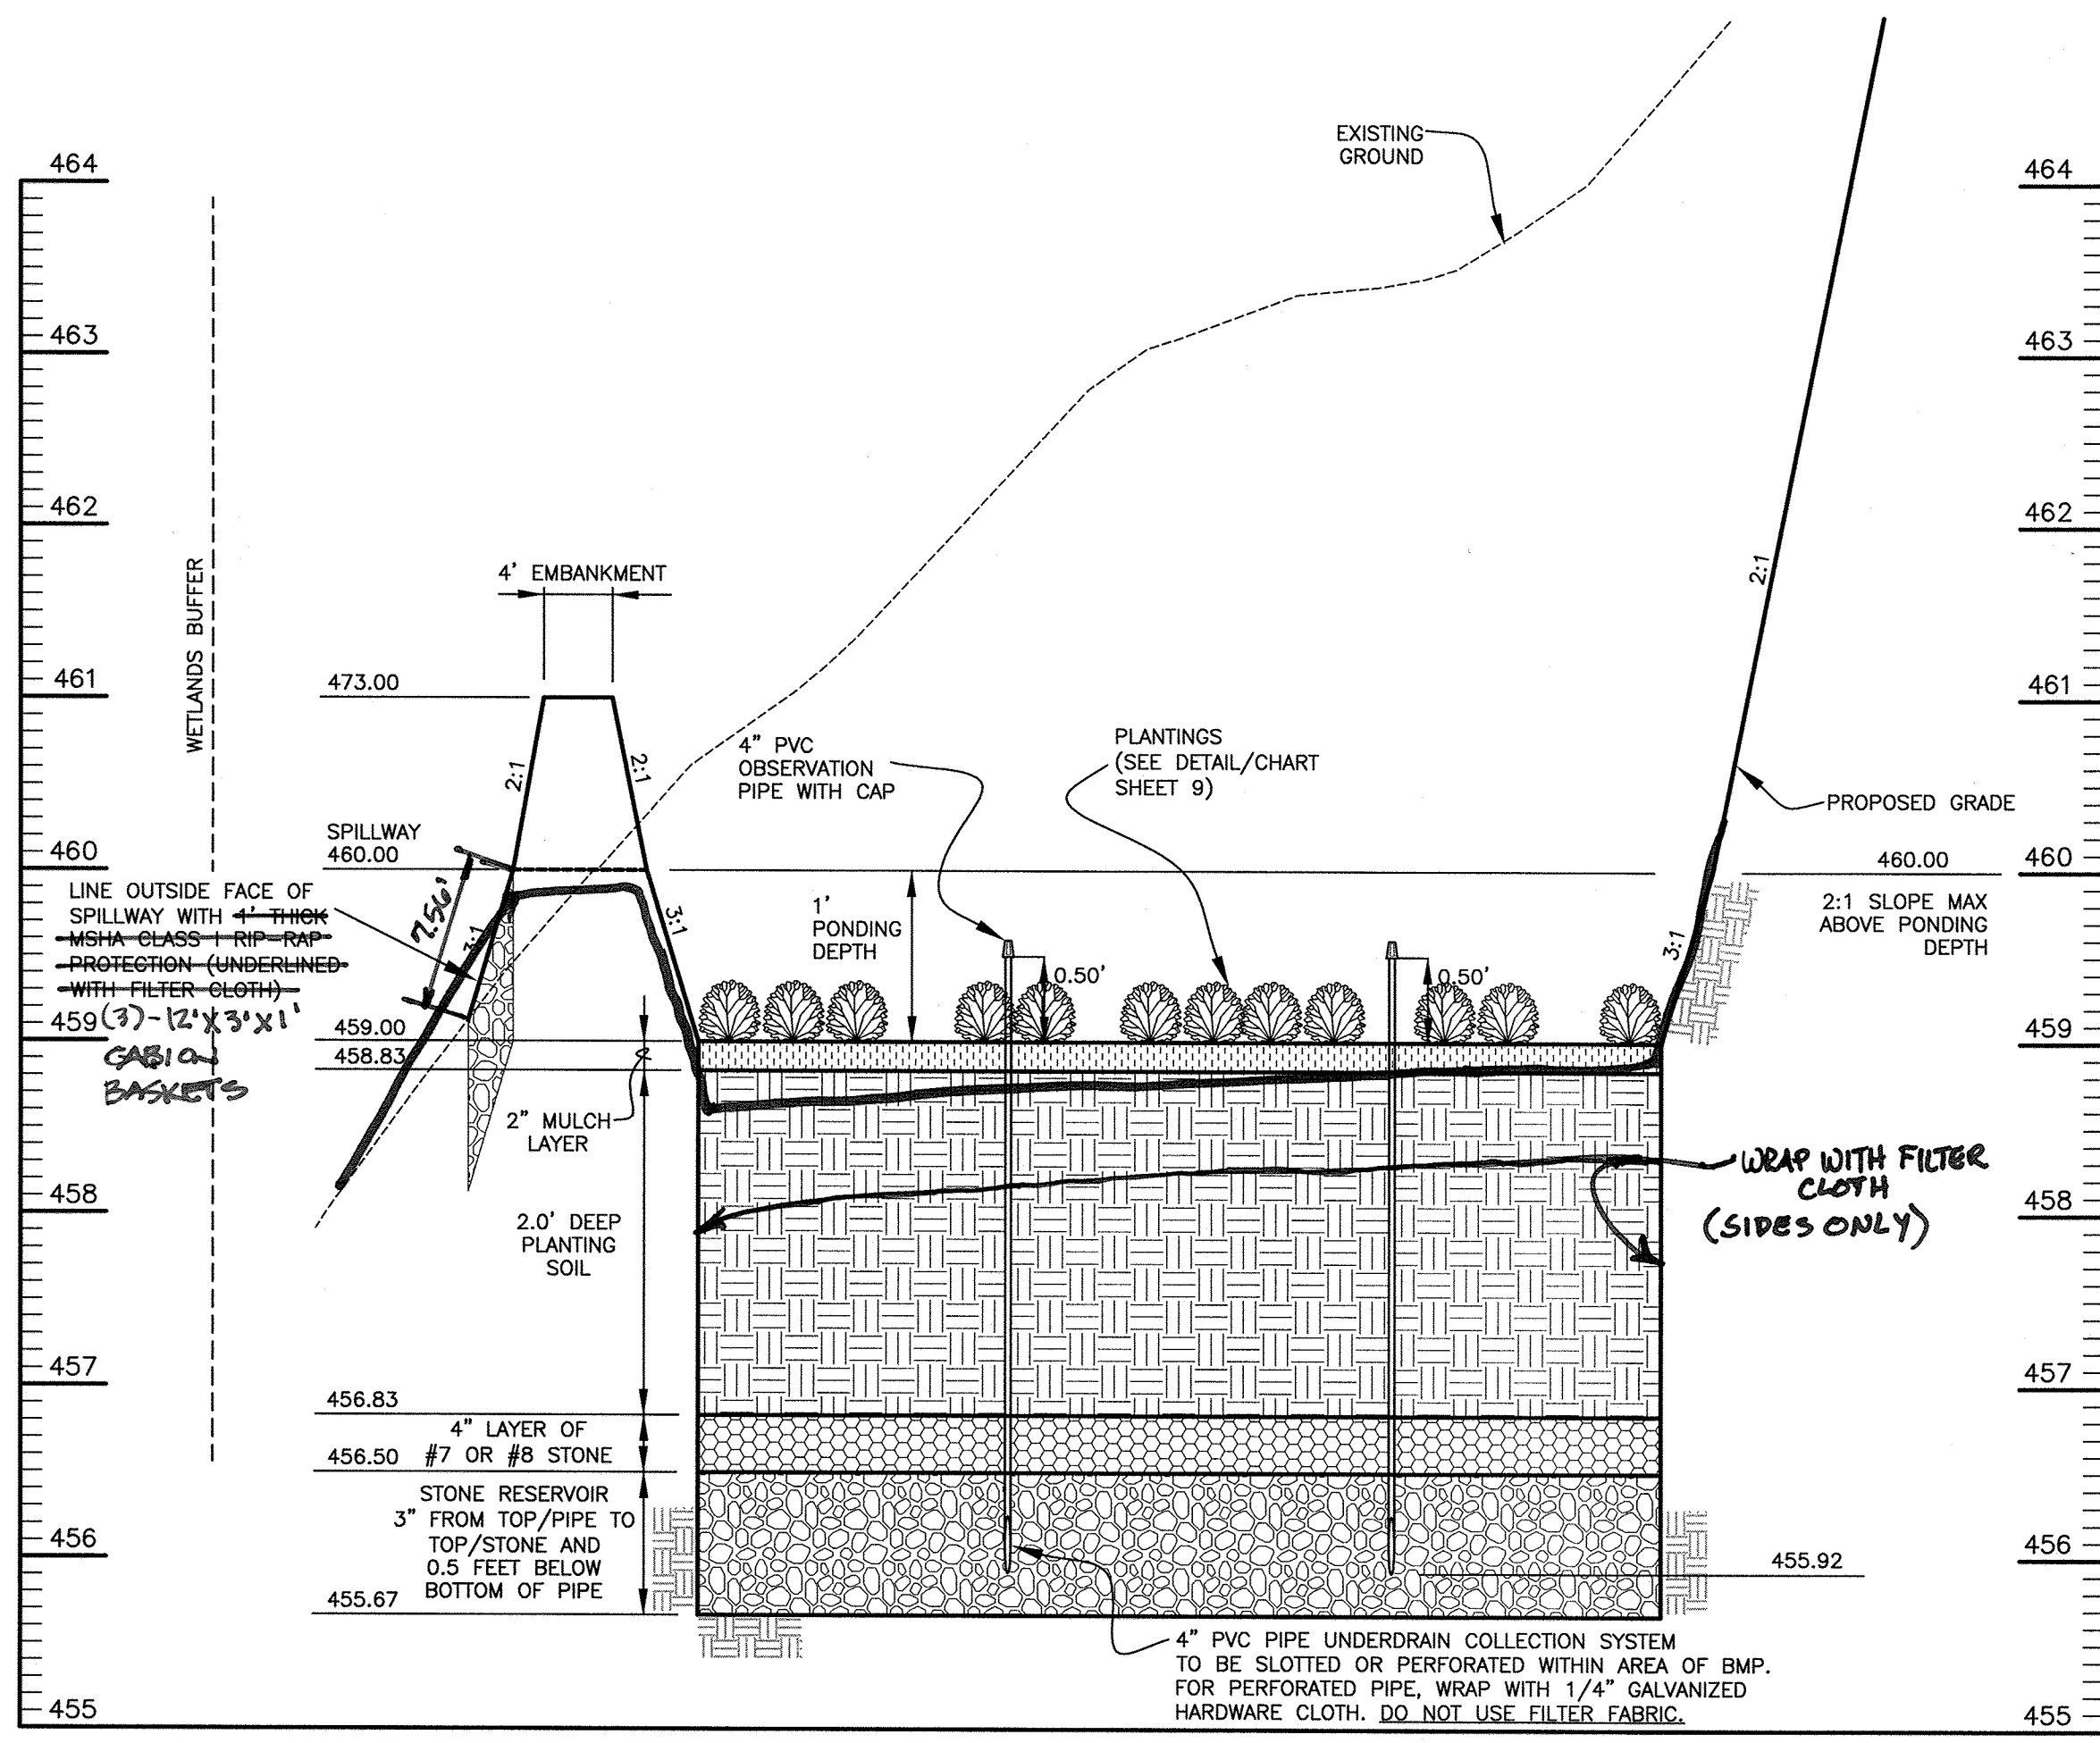 464
463
462
461
460
459
458
457
456
455
WETLANDS BUFFER
4' EMBANKMENT
473.00
2:1
2:1
SPILLWAY
460.00
LINE OUTSIDE FACE OF
SPILLWAY WITH 1' THICK
MSHA CLASS I RIP-RAP
PROTECTION (UNDERLINED
WITH FILTER CLOTH)
(3)-12'X3'X1'
GABION
BASKETS
7.56'
3:1
3:1
459.00
458.83
2" MULCH
LAYER
2.0' DEEP
PLANTING
SOIL
456.83
4" LAYER OF
#7 OR #8 STONE
456.50
STONE RESERVOIR
3" FROM TOP/PIPE TO
TOP/STONE AND
0.5 FEET BELOW
BOTTOM OF PIPE
455.67
EXISTING
GROUND
4" PVC
OBSERVATION
PIPE WITH CAP
PLANTINGS
(SEE DETAIL/CHART
SHEET 9)
1'
PONDING
DEPTH
0.50'
0.50'
2:1
PROPOSED GRADE
460.00
2:1 SLOPE MAX
ABOVE PONDING
DEPTH
3:1
WRAP WITH FILTER
CLOTH
(SIDES ONLY)
455.92
4" PVC PIPE UNDERDRAIN COLLECTION SYSTEM
TO BE SLOTTED OR PERFORATED WITHIN AREA OF BMP.
FOR PERFORATED PIPE, WRAP WITH 1/4" GALVANIZED
HARDWARE CLOTH. DO NOT USE FILTER FABRIC.
464
463
462
461
460
459
458
457
456
455